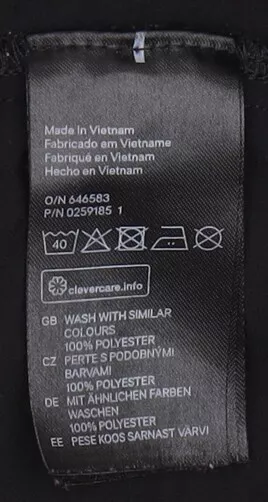 Made in Vietnam
Fabricado em Vietname
Fabriqué en Vietnam
Hecho en Vietnam
O/N 646583
P/N 0259185 1
40
clevercare.info
GB WASH WITH SIMILAR
COLOURS
100% POLYESTER
CZ PERTE S PODOBNÝMI
BARVAMI
100% POLYESTER
DE MIT ÄHNLICHEN FARBEN
WASCHEN
100% POLYESTER
EE PESE KOOS SARNAST VÄRVI